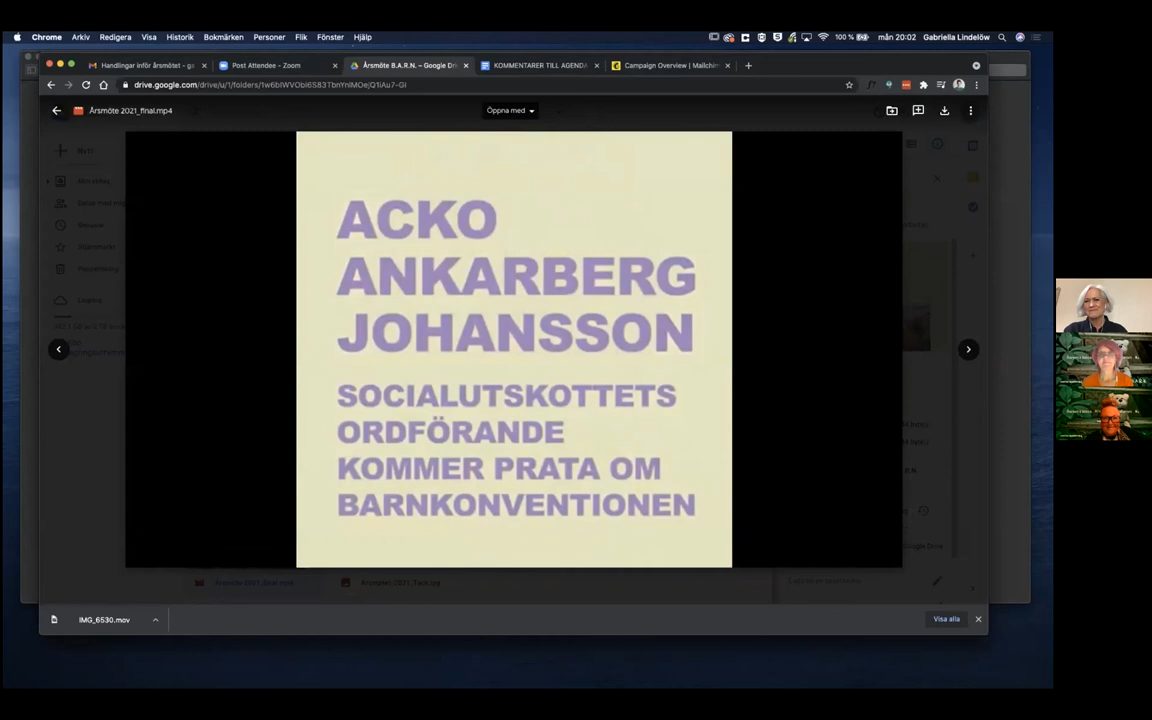 Chrome Arkiv Redigera Visa Historik Bokmärken Personer Flik Fönster Hjälp
100 % mån 20:02 Gabriella Lindelöw
Handlingar inför årsmötet - g
Post Attendee - Zoom
Årsmöte B.A.R.N. – Google Dri
KOMMENTARER TILL AGENDA
Campaign Overview | Mailchim
Årsmöte 2021_final.mp4
Öppna med
Nytt
ACKO
ANKARBERG
JOHANSSON
SOCIALUTSKOTTETS
ORDFÖRANDE
KOMMER PRATA OM
BARNKONVENTIONEN
IMG_6530.mov
Visa alla